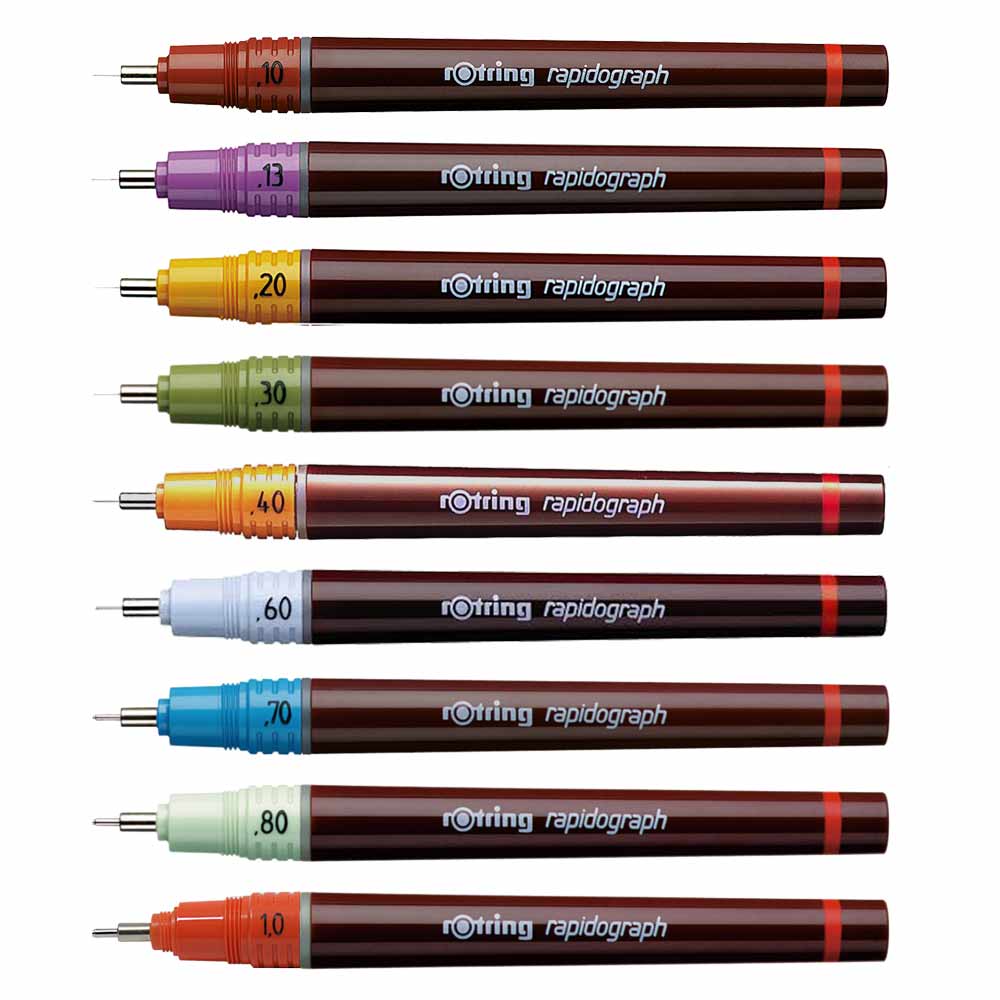 ,10 rotring rapidograph
,13 rotring rapidograph
,20 rotring rapidograph
,30 rotring rapidograph
,40 rotring rapidograph
,60 rotring rapidograph
,70 rotring rapidograph
,80 rotring rapidograph
1,0 rotring rapidograph